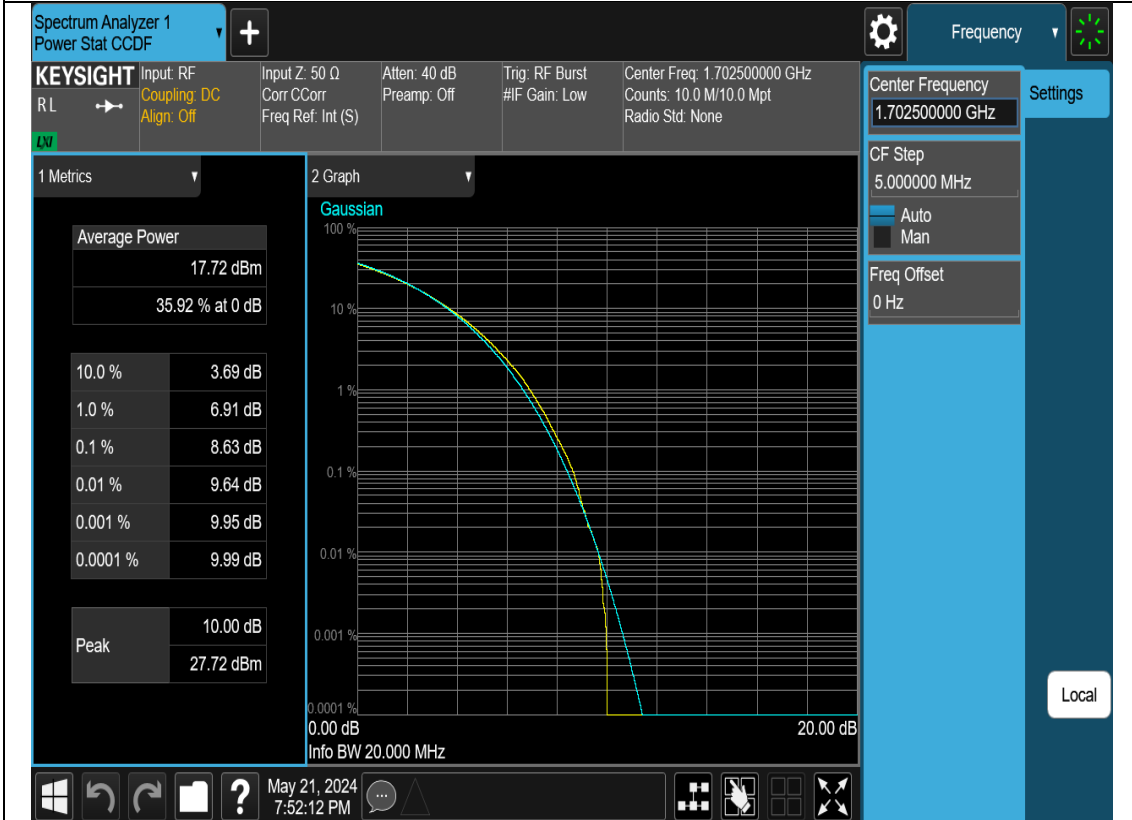 Spectrum Analyzer 1
Power Stat CCDF
+
Frequency
KEYSIGHT
RL
LXI
Input: RF
Coupling: DC
Align: Off
Input Z: 50 Ω
Corr CCorr
Freq Ref: Int (S)
Atten: 40 dB
Preamp: Off
Trig: RF Burst
#IF Gain: Low
Center Freq: 1.702500000 GHz
Counts: 10.0 M/10.0 Mpt
Radio Std: None
Center Frequency
1.702500000 GHz
Settings
CF Step
5.000000 MHz
Auto
Man
Freq Offset
0 Hz
1 Metrics
Average Power
17.72 dBm
35.92 % at 0 dB
10.0 % 3.69 dB
1.0 % 6.91 dB
0.1 % 8.63 dB
0.01 % 9.64 dB
0.001 % 9.95 dB
0.0001 % 9.99 dB
Peak
10.00 dB
27.72 dBm
2 Graph
Gaussian
100 %
10 %
1 %
0.1 %
0.01 %
0.001 %
0.0001 %
0.00 dB 20.00 dB
Info BW 20.000 MHz
Local
?
May 21, 2024
7:52:12 PM